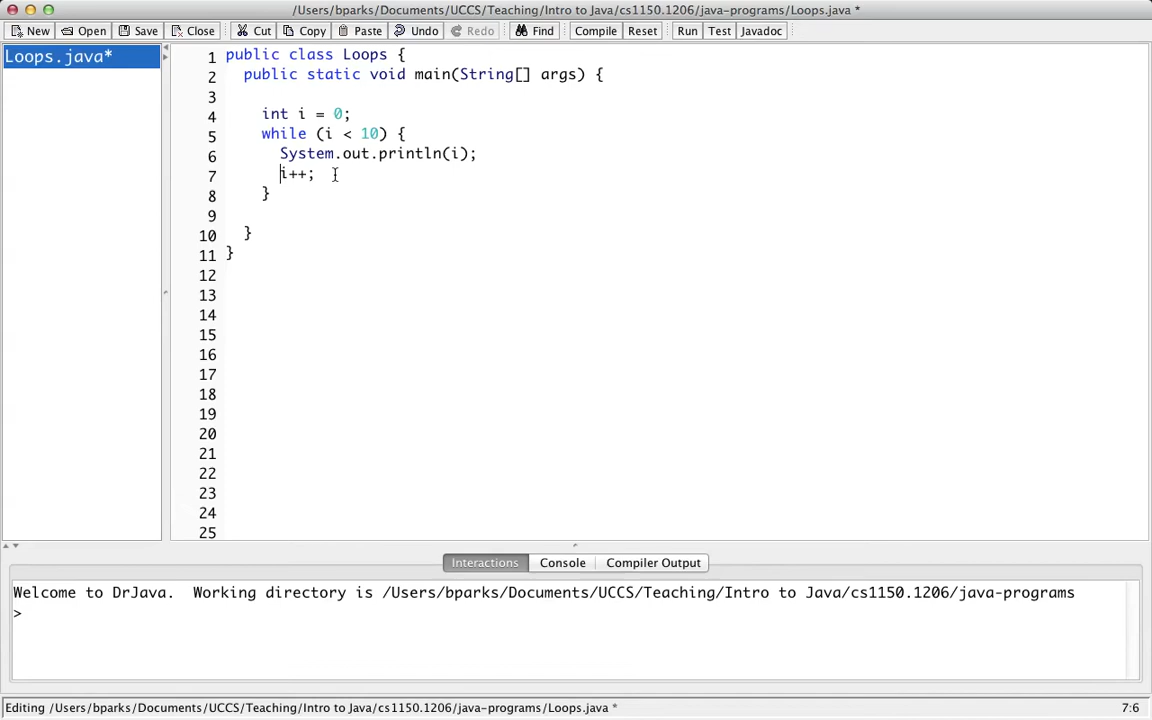 /Users/bparks/Documents/UCCS/Teaching/Intro to Java/cs1150.1206/java-programs/Loops.java *
New Open Save Close Cut Copy Paste Undo Redo Find Compile Reset Run Test Javadoc
Loops.java*
1 public class Loops {
2 public static void main(String[] args) {
3
4 int i = 0;
5 while (i < 10) {
6 System.out.println(i);
7 i++;
8 }
9
10 }
11 }
12
13
14
15
16
17
18
19
20
21
22
23
24
25
Interactions Console Compiler Output
Welcome to DrJava.  Working directory is /Users/bparks/Documents/UCCS/Teaching/Intro to Java/cs1150.1206/java-programs
>
Editing /Users/bparks/Documents/UCCS/Teaching/Intro to Java/cs1150.1206/java-programs/Loops.java * 7:6